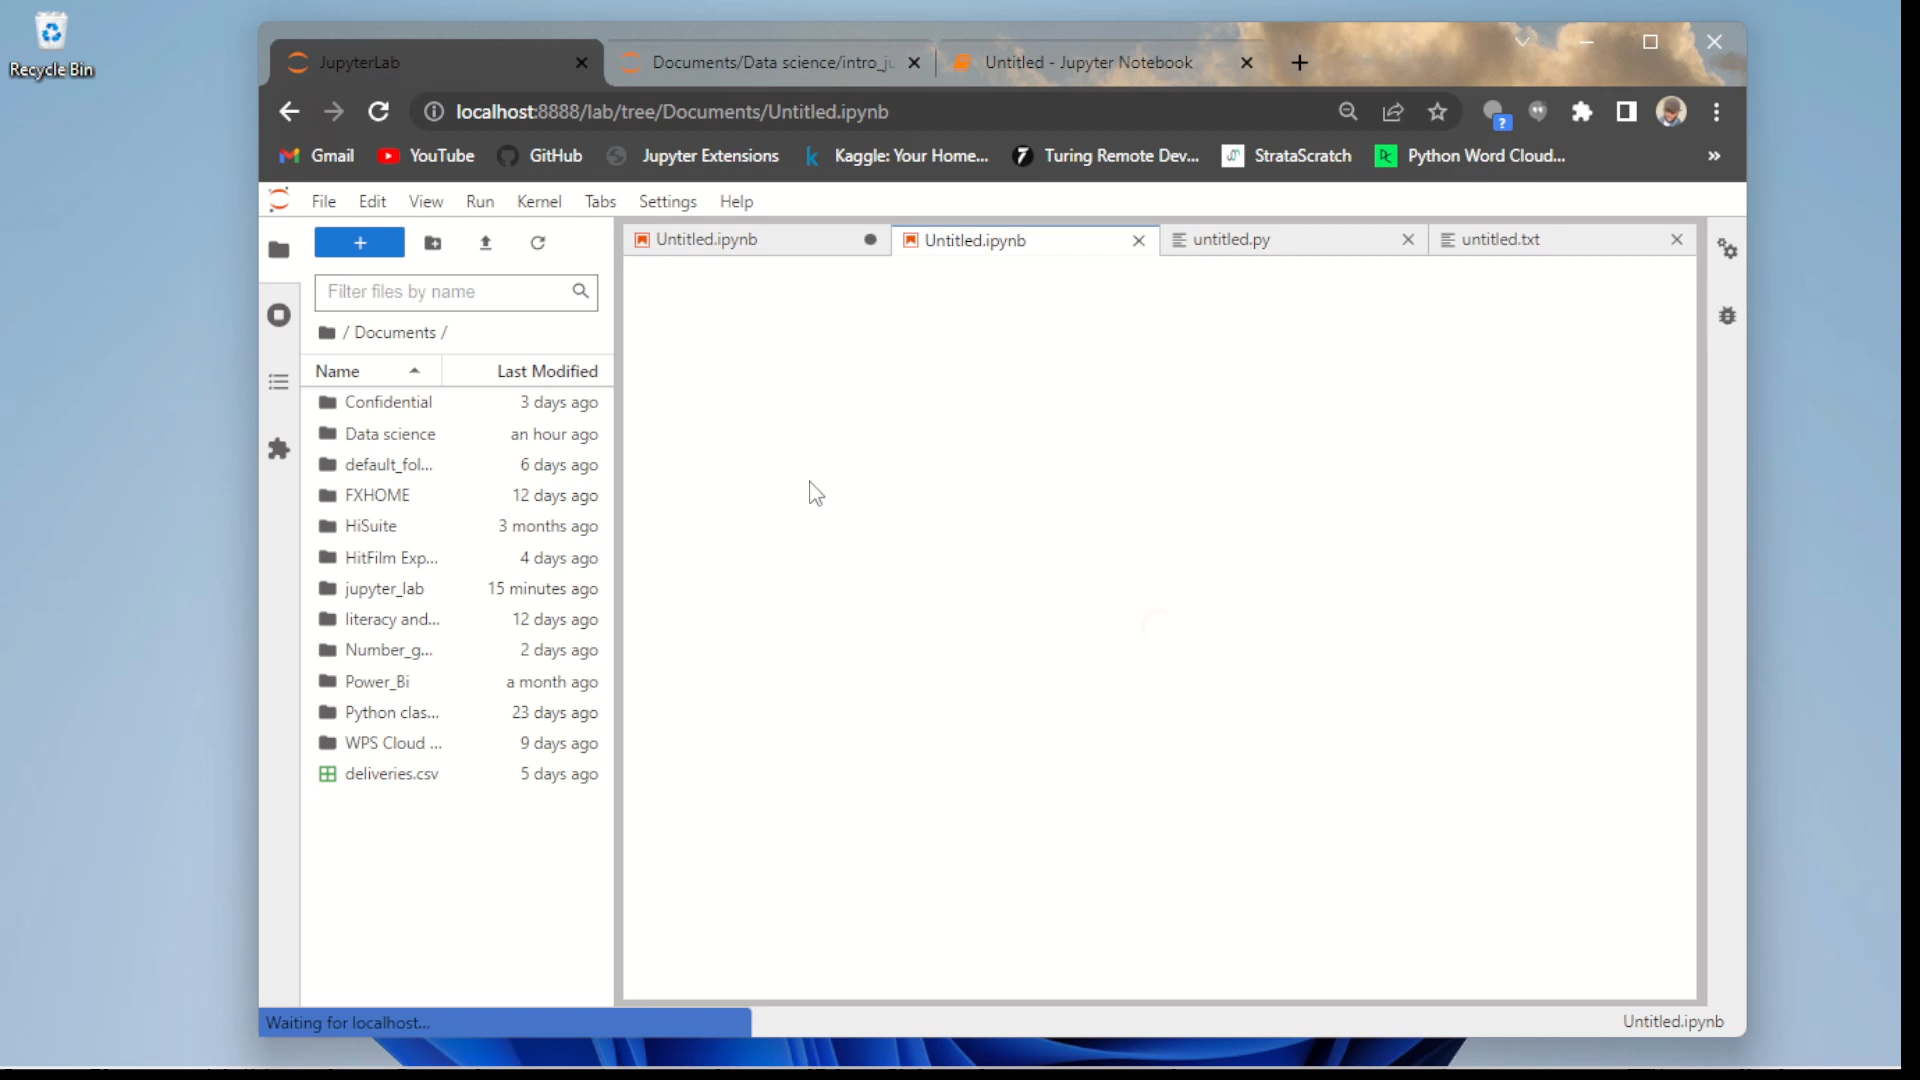 Recycle Bin
JupyterLab
Documents/Data science/intro_ju
Untitled - Jupyter Notebook
localhost:8888/lab/tree/Documents/Untitled.ipynb
Gmail YouTube GitHub Jupyter Extensions Kaggle: Your Home... Turing Remote Dev... StrataScratch Python Word Cloud... »
File Edit View Run Kernel Tabs Settings Help
Untitled.ipynb Untitled.ipynb untitled.py untitled.txt
Filter files by name
/ Documents /
Name Last Modified
Confidential 3 days ago
Data science an hour ago
default_fol... 6 days ago
FXHOME 12 days ago
HiSuite 3 months ago
HitFilm Exp... 4 days ago
jupyter_lab 15 minutes ago
literacy and... 12 days ago
Number_g... 2 days ago
Power_Bi a month ago
Python clas... 23 days ago
WPS Cloud ... 9 days ago
deliveries.csv 5 days ago
Waiting for localhost... Untitled.ipynb